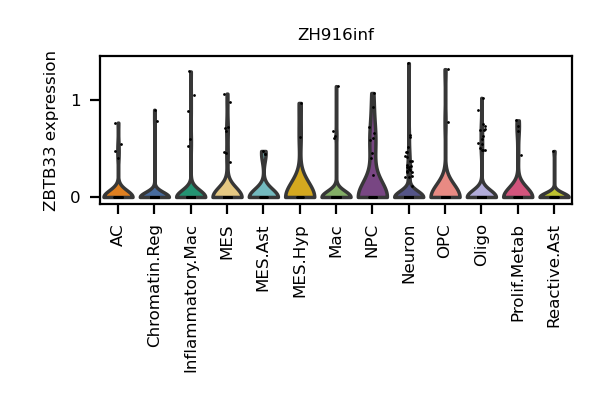 ZH916inf
ZBTB33 expression
1
0
AC
Chromatin.Reg
Inflammatory.Mac
MES
MES.Ast
MES.Hyp
Mac
NPC
Neuron
OPC
Oligo
Prolif.Metab
Reactive.Ast